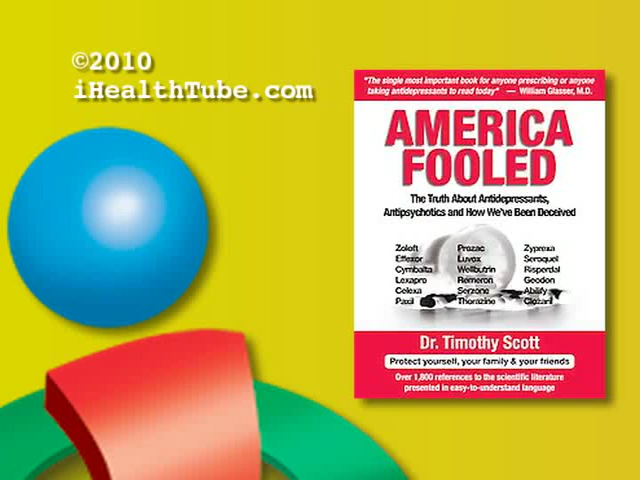 ©2010
iHealthTube.com
"The single most important book for anyone prescribing or anyone
taking antidepressants to read today" — William Glasser, M.D.
AMERICA
FOOLED
The Truth About Antidepressants,
Antipsychotics and How We've Been Deceived
Zoloft Prozac Zyprexa
Effexor Luvox Seroquel
Cymbalta Wellbutrin Risperdal
Lexapro Remeron Geodon
Celexa Serzone Abilify
Paxil Thorazine Clozaril
Dr. Timothy Scott
Protect yourself, your family & your friends
Over 1,800 references to the scientific literature
presented in easy-to-understand language